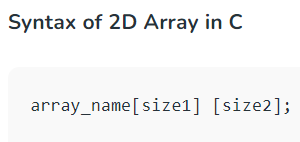 Syntax of 2D Array in C
array_name[size1] [size2];